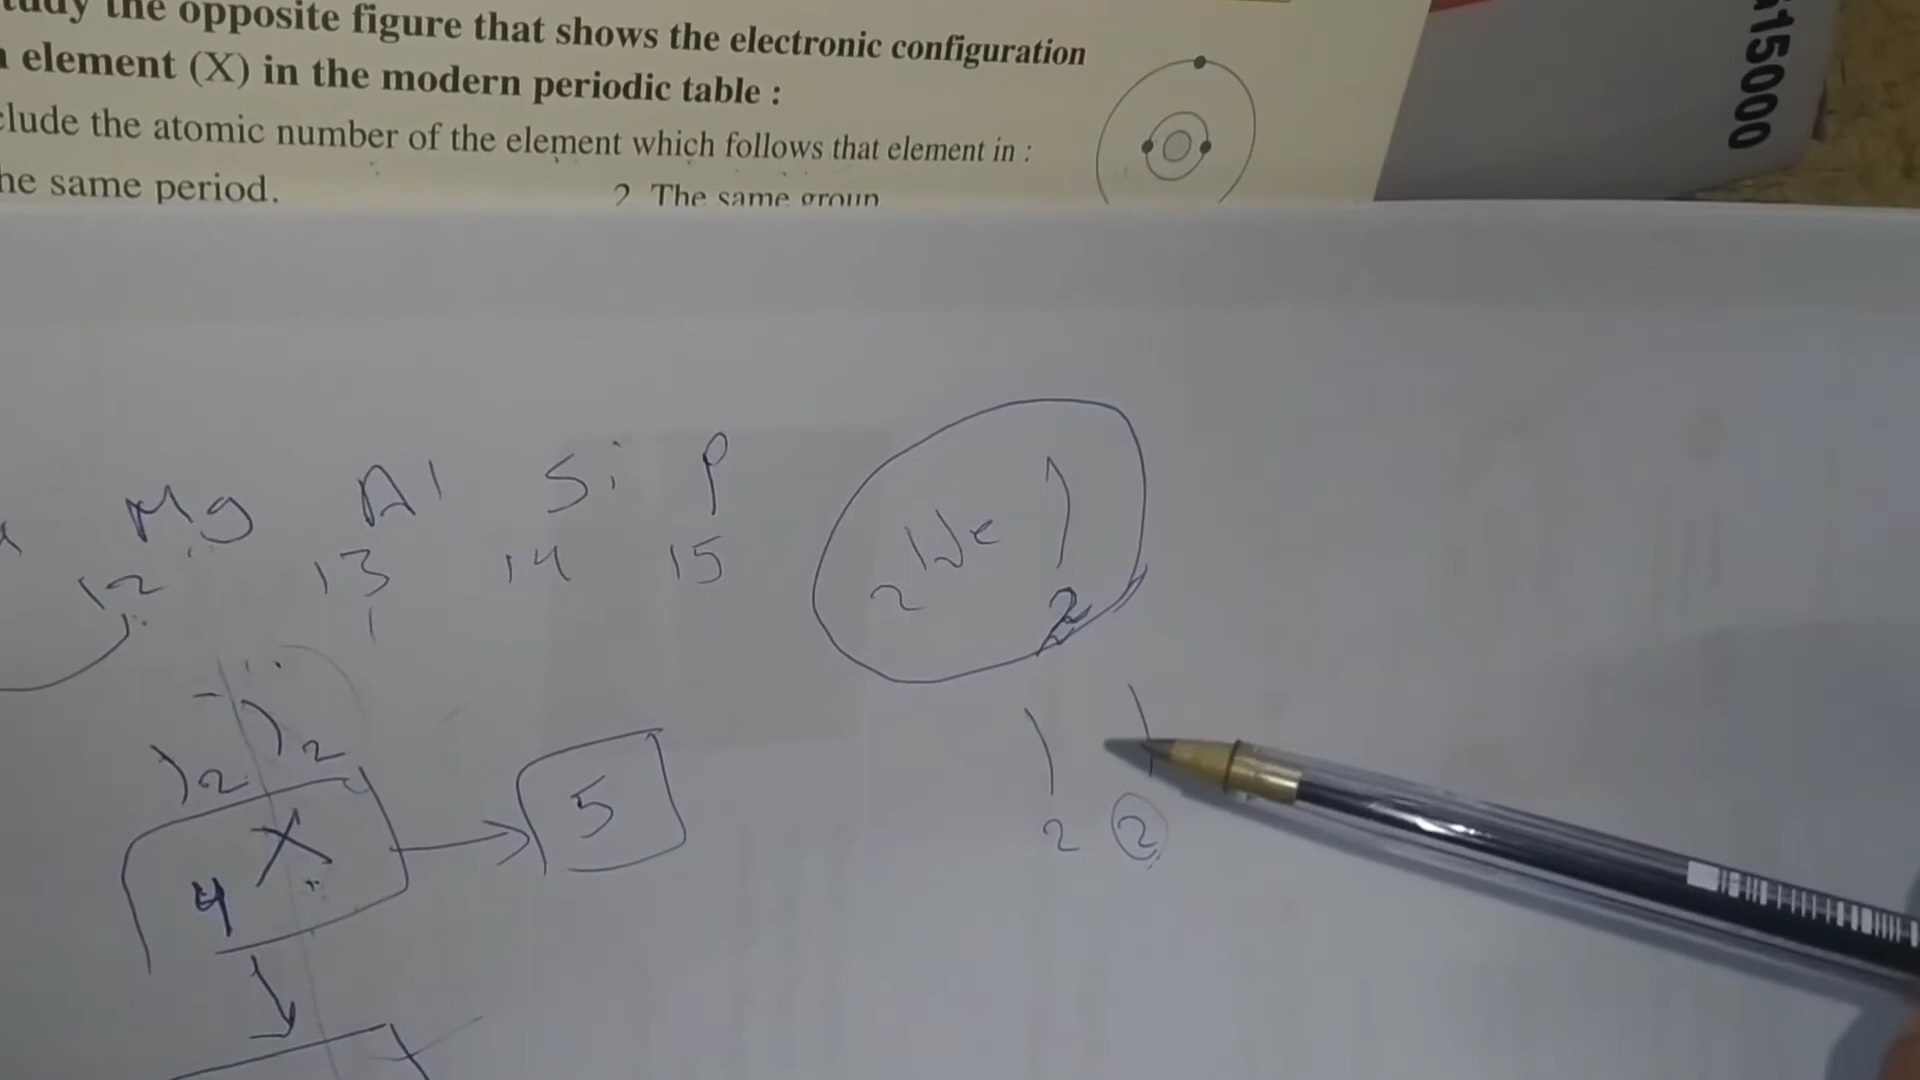 the opposite figure that shows the electronic configuration
element (X) in the modern periodic table :
clude the atomic number of the element which follows that element in :
he same period. 2 The same group
15000
Mg Al Si P
12 13 14 15
2 He 2
2 2
X 4
5
2 2